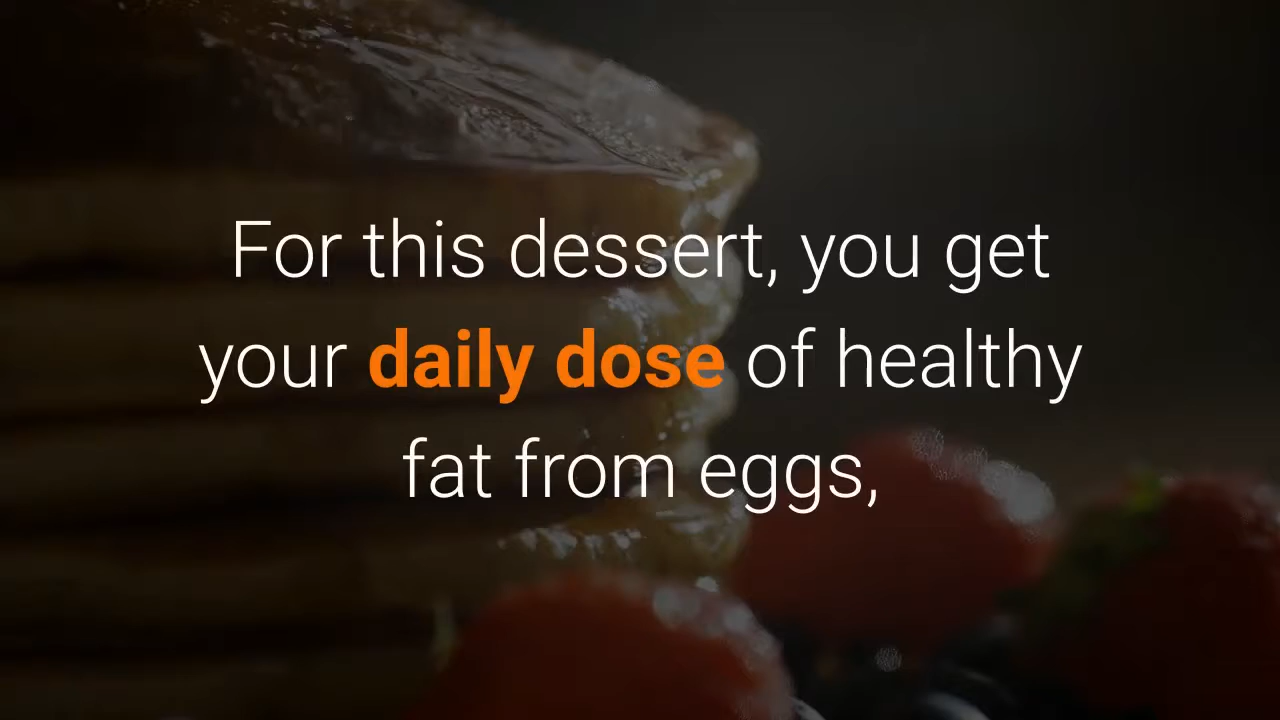 For this dessert, you get
your daily dose of healthy
fat from eggs,